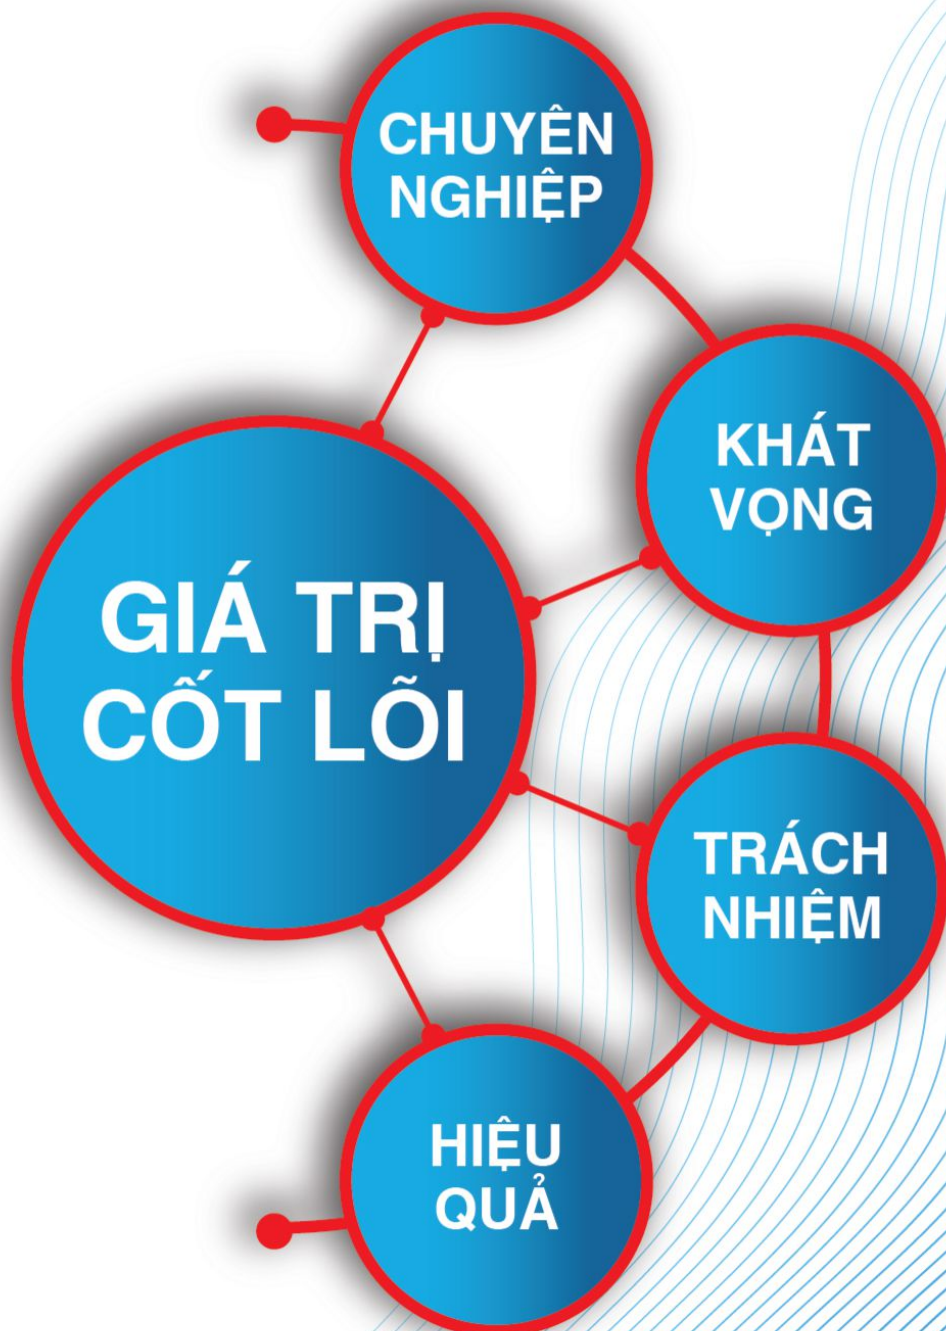 CHUYÊN
NGHIỆP
KHÁT
VỌNG
GIÁ TRỊ
CỐT LÕI
TRÁCH
NHIỆM
HIỆU
QUẢ